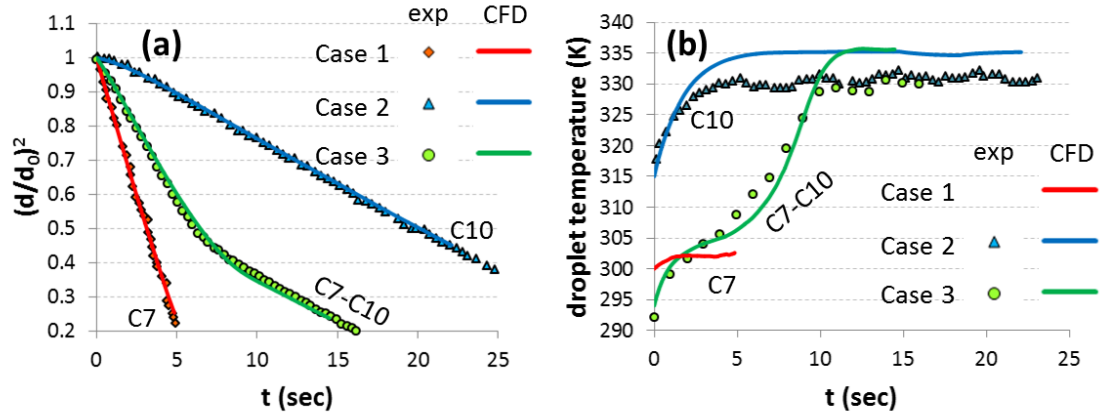 (a)
exp CFD
Case 1
Case 2
Case 3
1.1
1
0.9
0.8
0.7
0.6
0.5
0.4
0.3
0.2
(d/d₀)²
C7
C7-C10
C10
0 5 10 15 20 25
t (sec)
(b)
340
335
330
325
320
315
310
305
300
295
290
droplet temperature (K)
C10
C7-C10
C7
exp CFD
Case 1
Case 2
Case 3
0 5 10 15 20 25
t (sec)